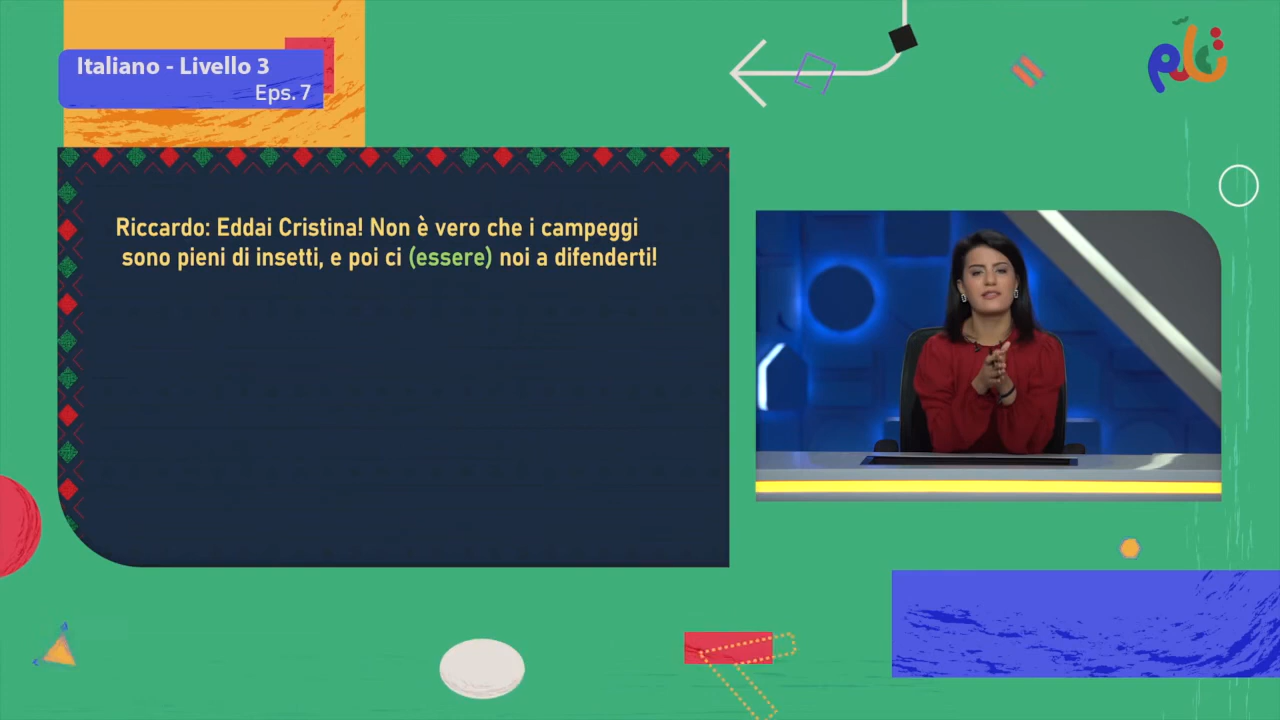 Italiano - Livello 3
Eps. 7
تعلّم
Riccardo: Eddai Cristina! Non è vero che i campeggi
sono pieni di insetti, e poi ci (essere) noi a difenderti!